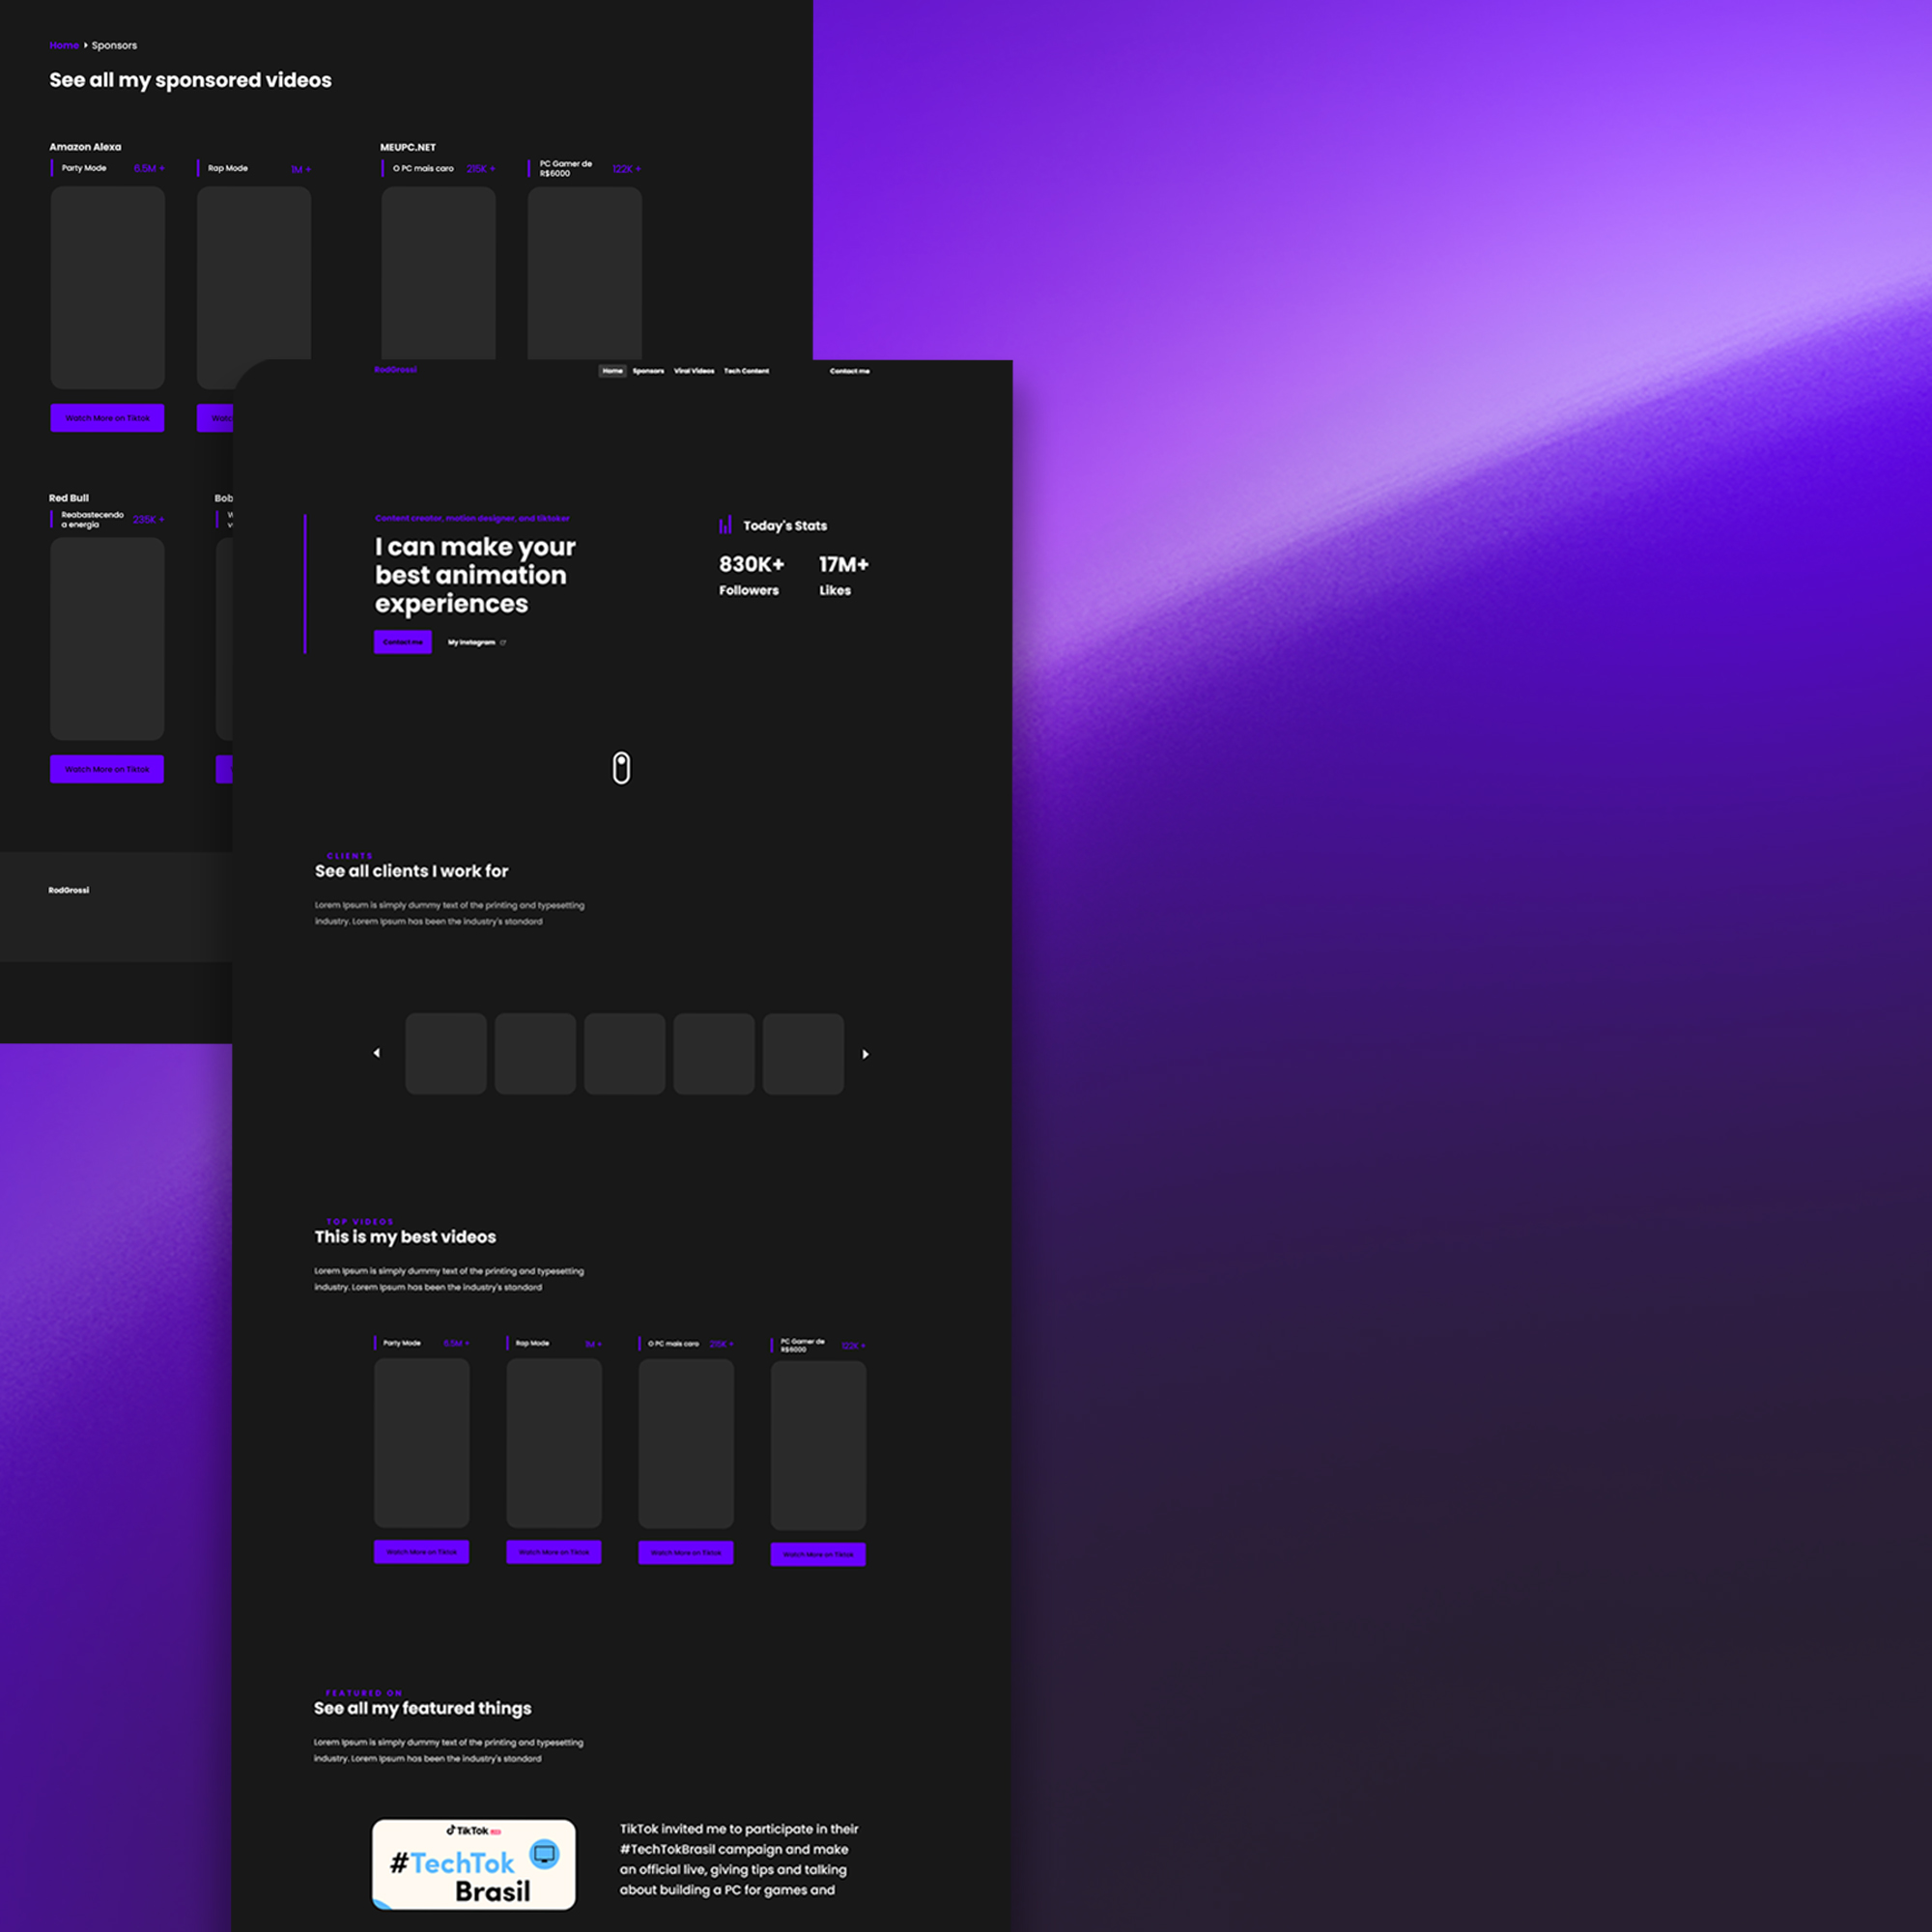 Home Sponsors
See all my sponsored videos
Amazon Alexa
Party Mode 6.5M +
Rap Mode 1M +
MEUPC.NET
O PC mais caro 215K +
PC Gamer de
R$6000
122K +
Watch More on Tiktok
Red Bull
Reabastecendo
a energia
235K +
Bob
Watch More on Tiktok
RodGrossi
RodGrossi Home Sponsors Viral Videos Tech Content Contact me
Content creator, motion designer, and tiktoker
I can make your
best animation
experiences
Contact me My Instagram
Today's Stats
830K+ 17M+
Followers Likes
CLIENTS
See all clients I work for
Lorem Ipsum is simply dummy text of the printing and typesetting
industry. Lorem Ipsum has been the industry's standard
TOP VIDEOS
This is my best videos
Lorem Ipsum is simply dummy text of the printing and typesetting
industry. Lorem Ipsum has been the industry's standard
Party Mode 6.5M +
Rap Mode 1M +
O PC mais caro 215K +
PC Gamer de
R$6000
122K +
Watch More on Tiktok Watch More on Tiktok Watch More on Tiktok Watch More on Tiktok
FEATURED ON
See all my featured things
Lorem Ipsum is simply dummy text of the printing and typesetting
industry. Lorem Ipsum has been the industry's standard
TikTok
#TechTok
Brasil
TikTok invited me to participate in their
#TechTokBrasil campaign and make
an official live, giving tips and talking
about building a PC for games and